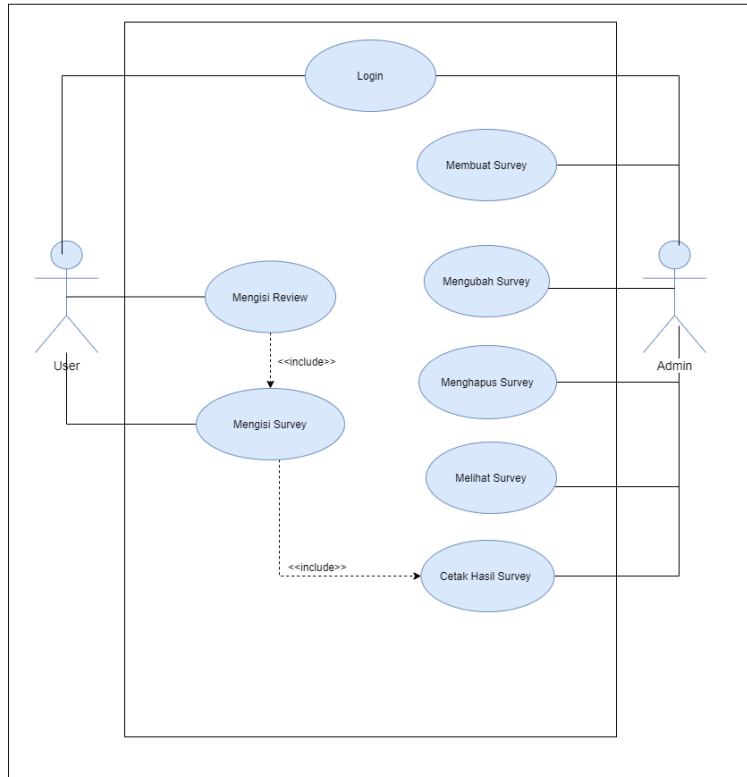 Login
Membuat Survey
Mengisi Review
Mengubah Survey
<<include>>
User
Admin
Menghapus Survey
Mengisi Survey
Melihat Survey
<<include>>
Cetak Hasil Survey